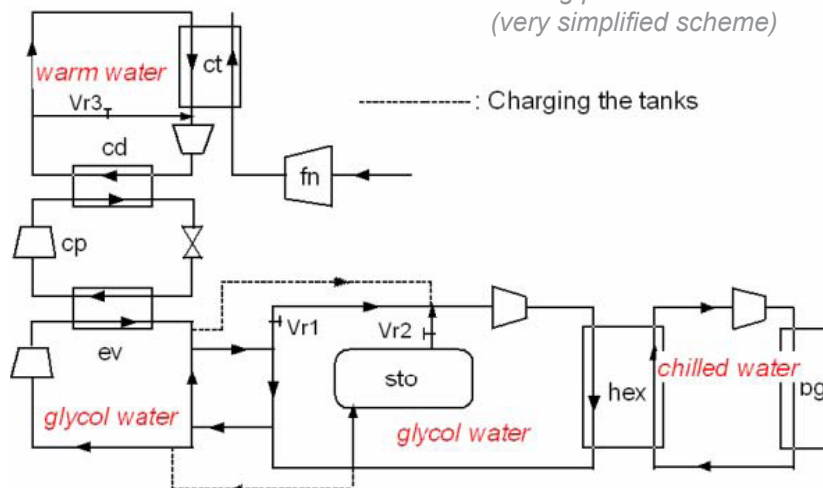 (very simplified scheme)
ct
warm water
Vr3
: Charging the tanks
cd
fn
cp
Vr1
Vr2
ev
sto
hex
chilled water
bg
glycol water
glycol water